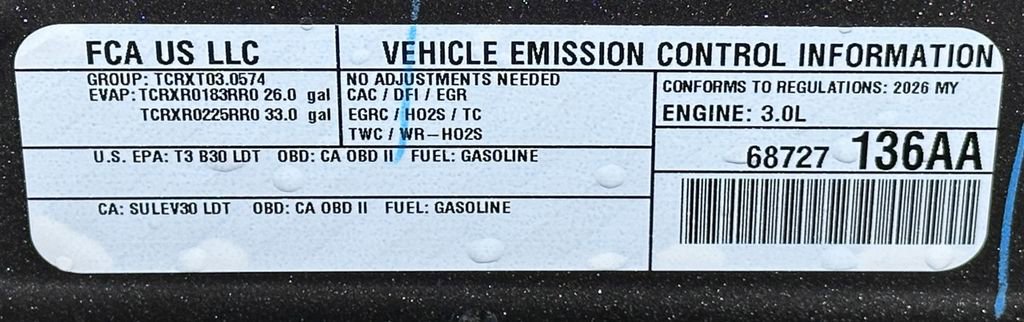 FCA US LLC
VEHICLE EMISSION CONTROL INFORMATION
GROUP: TCRXT03.0574
EVAP: TCRXR0183RR0 26.0 gal
TCRXR0225RR0 33.0 gal
NO ADJUSTMENTS NEEDED
CAC / DFI / EGR
EGRC / HO2S / TC
TWC / WR-HO2S
CONFORMS TO REGULATIONS: 2026 MY
ENGINE: 3.0L
68727 136AA
U.S. EPA: T3 B30 LDT OBD: CA OBD II FUEL: GASOLINE
CA: SULEV30 LDT OBD: CA OBD II FUEL: GASOLINE